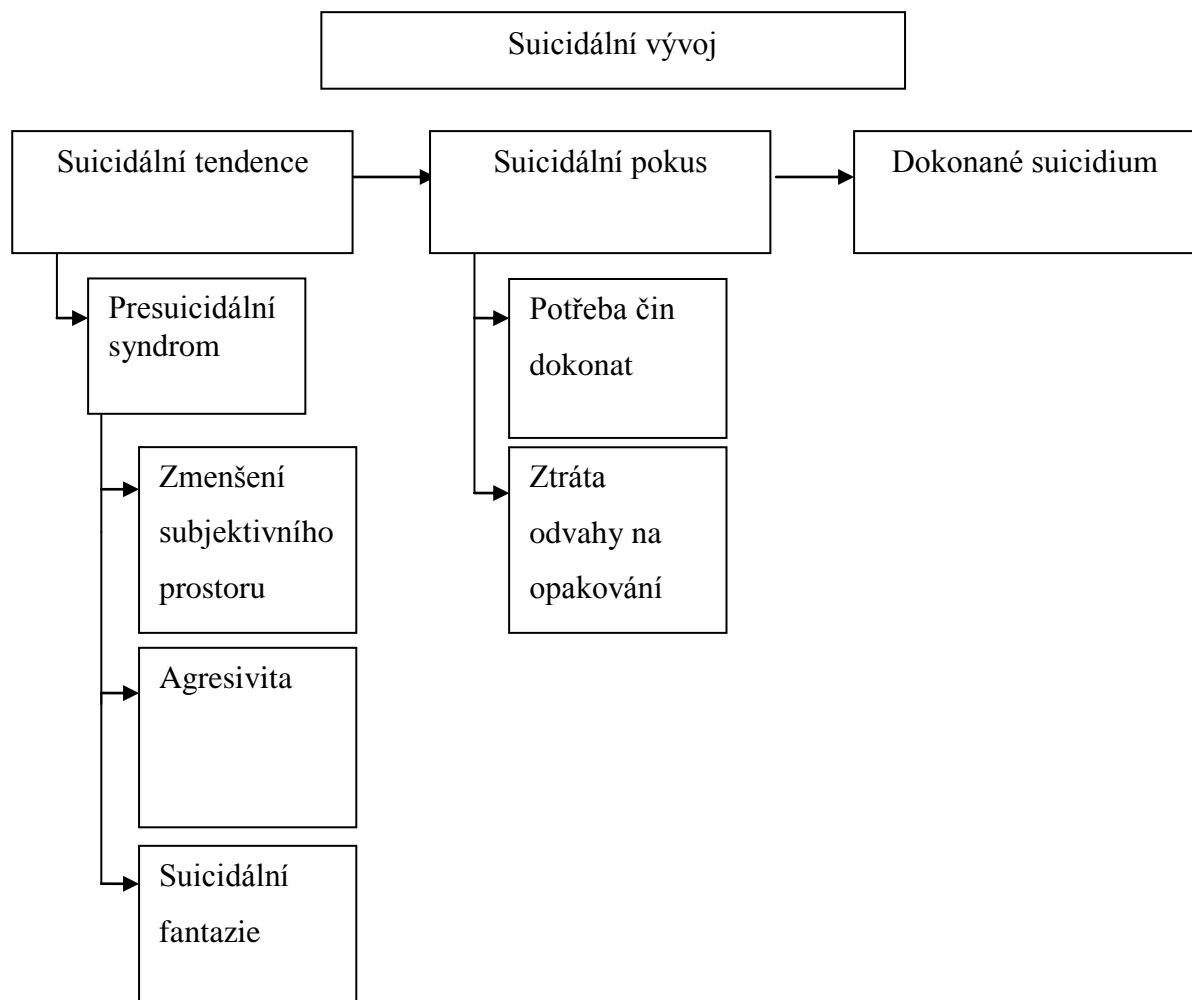 Suicidální vývoj
Suicidální tendence
Suicidální pokus
Dokonané suicidium
Presuicidální
syndrom
Potřeba čin
dokonat
Zmenšení
subjektivního
prostoru
Ztráta
odvahy na
opakování
Agresivita
Suicidální
fantazie